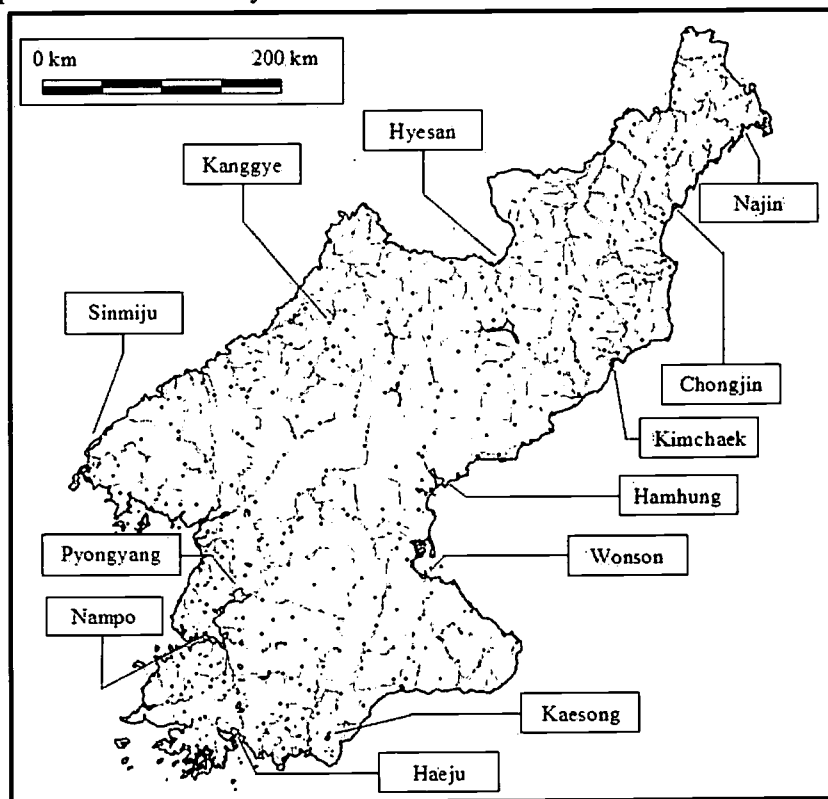 0 km 200 km
Hyesan
Kanggye
Najin
Sinmiju
Chongjin
Kimchaek
Hamhung
Pyongyang
Wonson
Nampo
Kaesong
Haeju